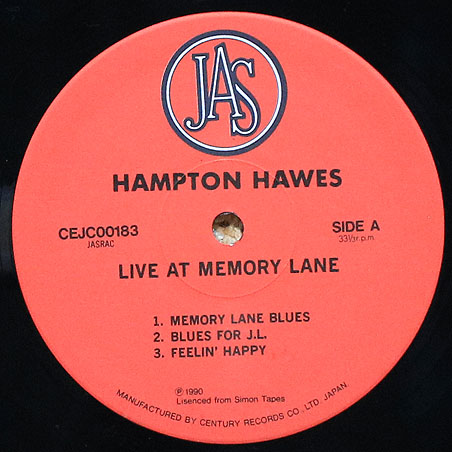 JAS
HAMPTON HAWES
CEJC00183
JASRAC
SIDE A
33⅓r.p.m
LIVE AT MEMORY LANE
1. MEMORY LANE BLUES
2. BLUES FOR J.L.
3. FEELIN' HAPPY
℗1990
Lisenced from Simon Tapes
MANUFACTURED BY CENTURY RECORDS CO., LTD. JAPAN.